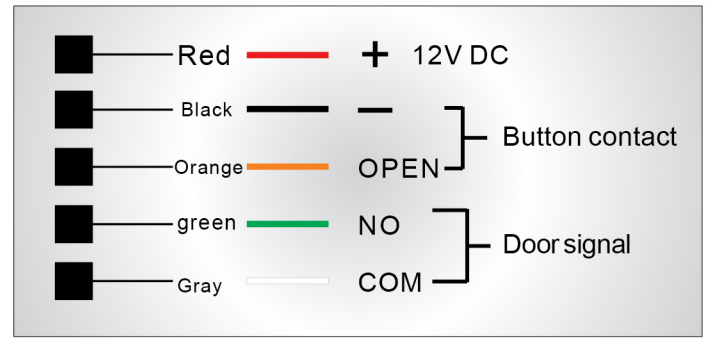 Red + 12V DC
Black −
Button contact
Orange OPEN
green NO
Door signal
Gray COM